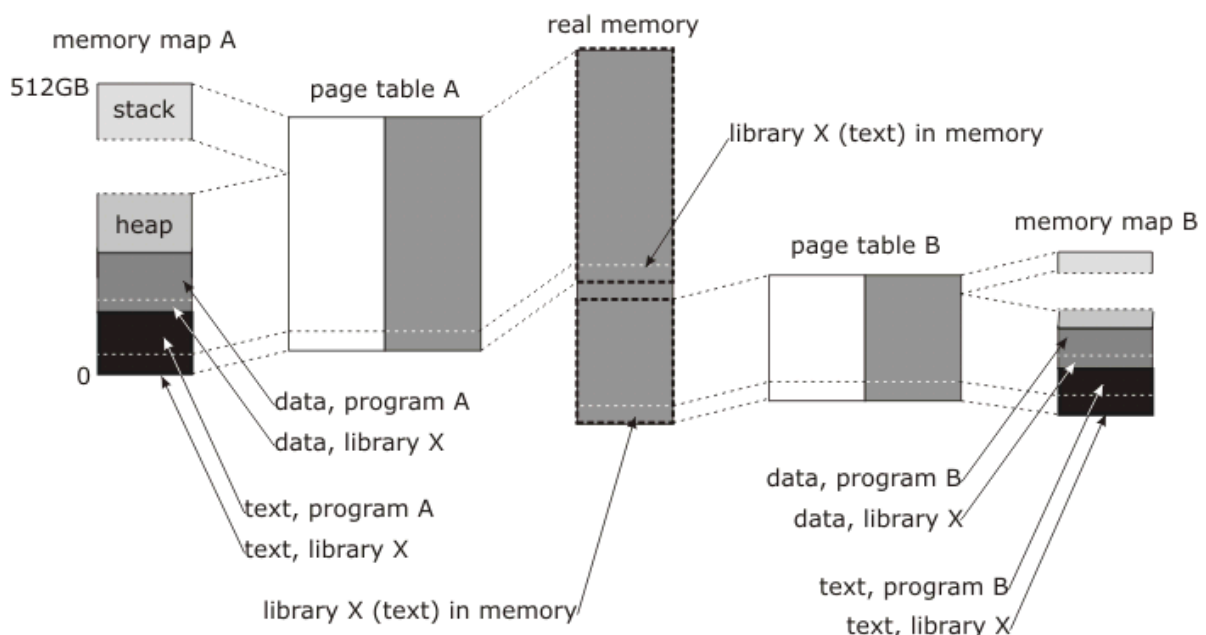 real memory
memory map A
512GB
stack
page table A
library X (text) in memory
heap
page table B
memory map B
0
data, program A
data, library X
text, program A
text, library X
data, program B
data, library X
text, program B
text, library X
library X (text) in memory